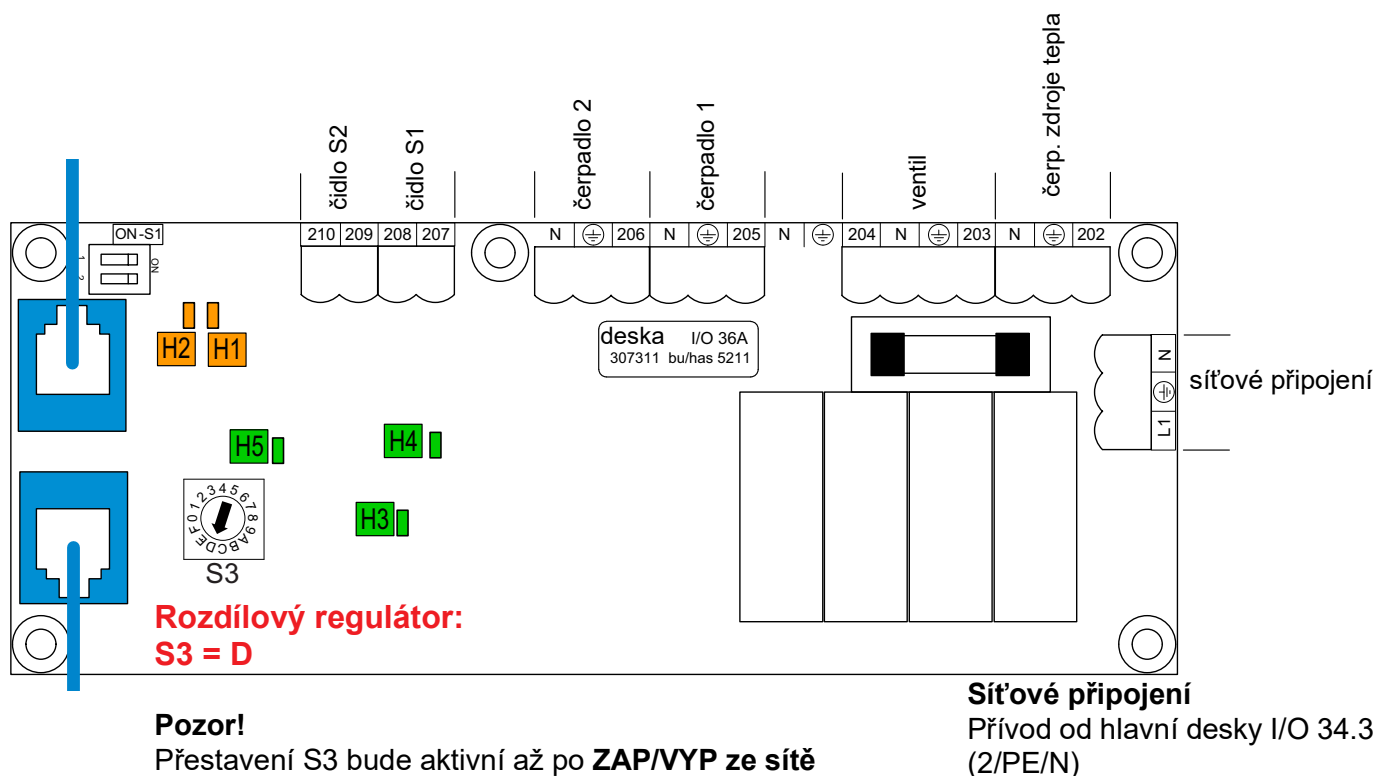 čidlo S2
čidlo S1
čerpadlo 2
čerpadlo 1
ventil
čerp. zdroje tepla
ON-S1
1
2
ON
210 209 208 207
N 206 N 205 N 204 N 203 N 202
H2 H1
deska I/O 36A
307311 bu/has 5211
N
L1
síťové připojení
H5
H4
H3
0123456789ABCDEF
S3
Rozdílový regulátor:
S3 = D
Pozor!
Přestavení S3 bude aktivní až po ZAP/VYP ze sítě
Síťové připojení
Přívod od hlavní desky I/O 34.3
(2/PE/N)